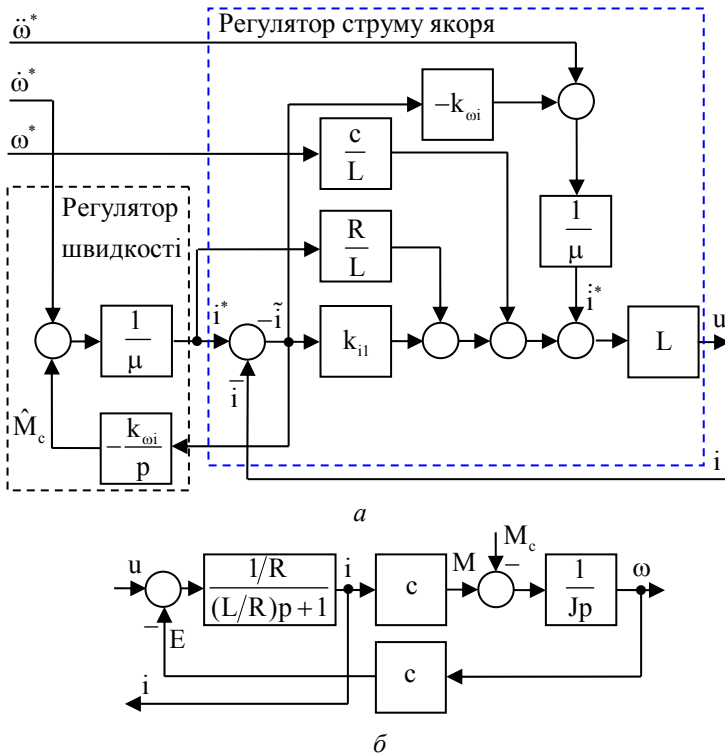 Регулятор струму якоря
ω̈*
ω̇*
ω*
−k_ωi
c/L
Регулятор
швидкості
R/L
1/μ
i*
−ĩ
i̇*
1/μ
k_i1
L
u
−
i
M̂_c
−k_ωi/p
i
а
u
1/R
(L/R)p+1
i
c
M
M_c
−
1
Jp
ω
−
E
c
i
б